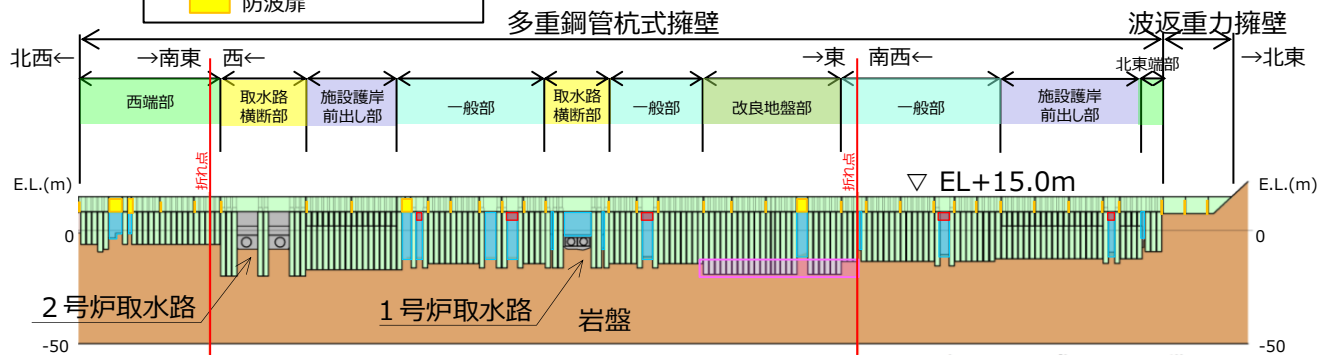 防波扉
多重鋼管杭式擁壁
波返重力擁壁
北西←
→南東
西←
→東
南西←
→北東
北東端部
西端部
取水路
横断部
施設護岸
前出し部
一般部
取水路
横断部
一般部
改良地盤部
一般部
施設護岸
前出し部
折れ点
折れ点
E.L.(m)
▽ EL+15.0m
E.L.(m)
0
0
2号炉取水路
1号炉取水路
岩盤
-50
-50